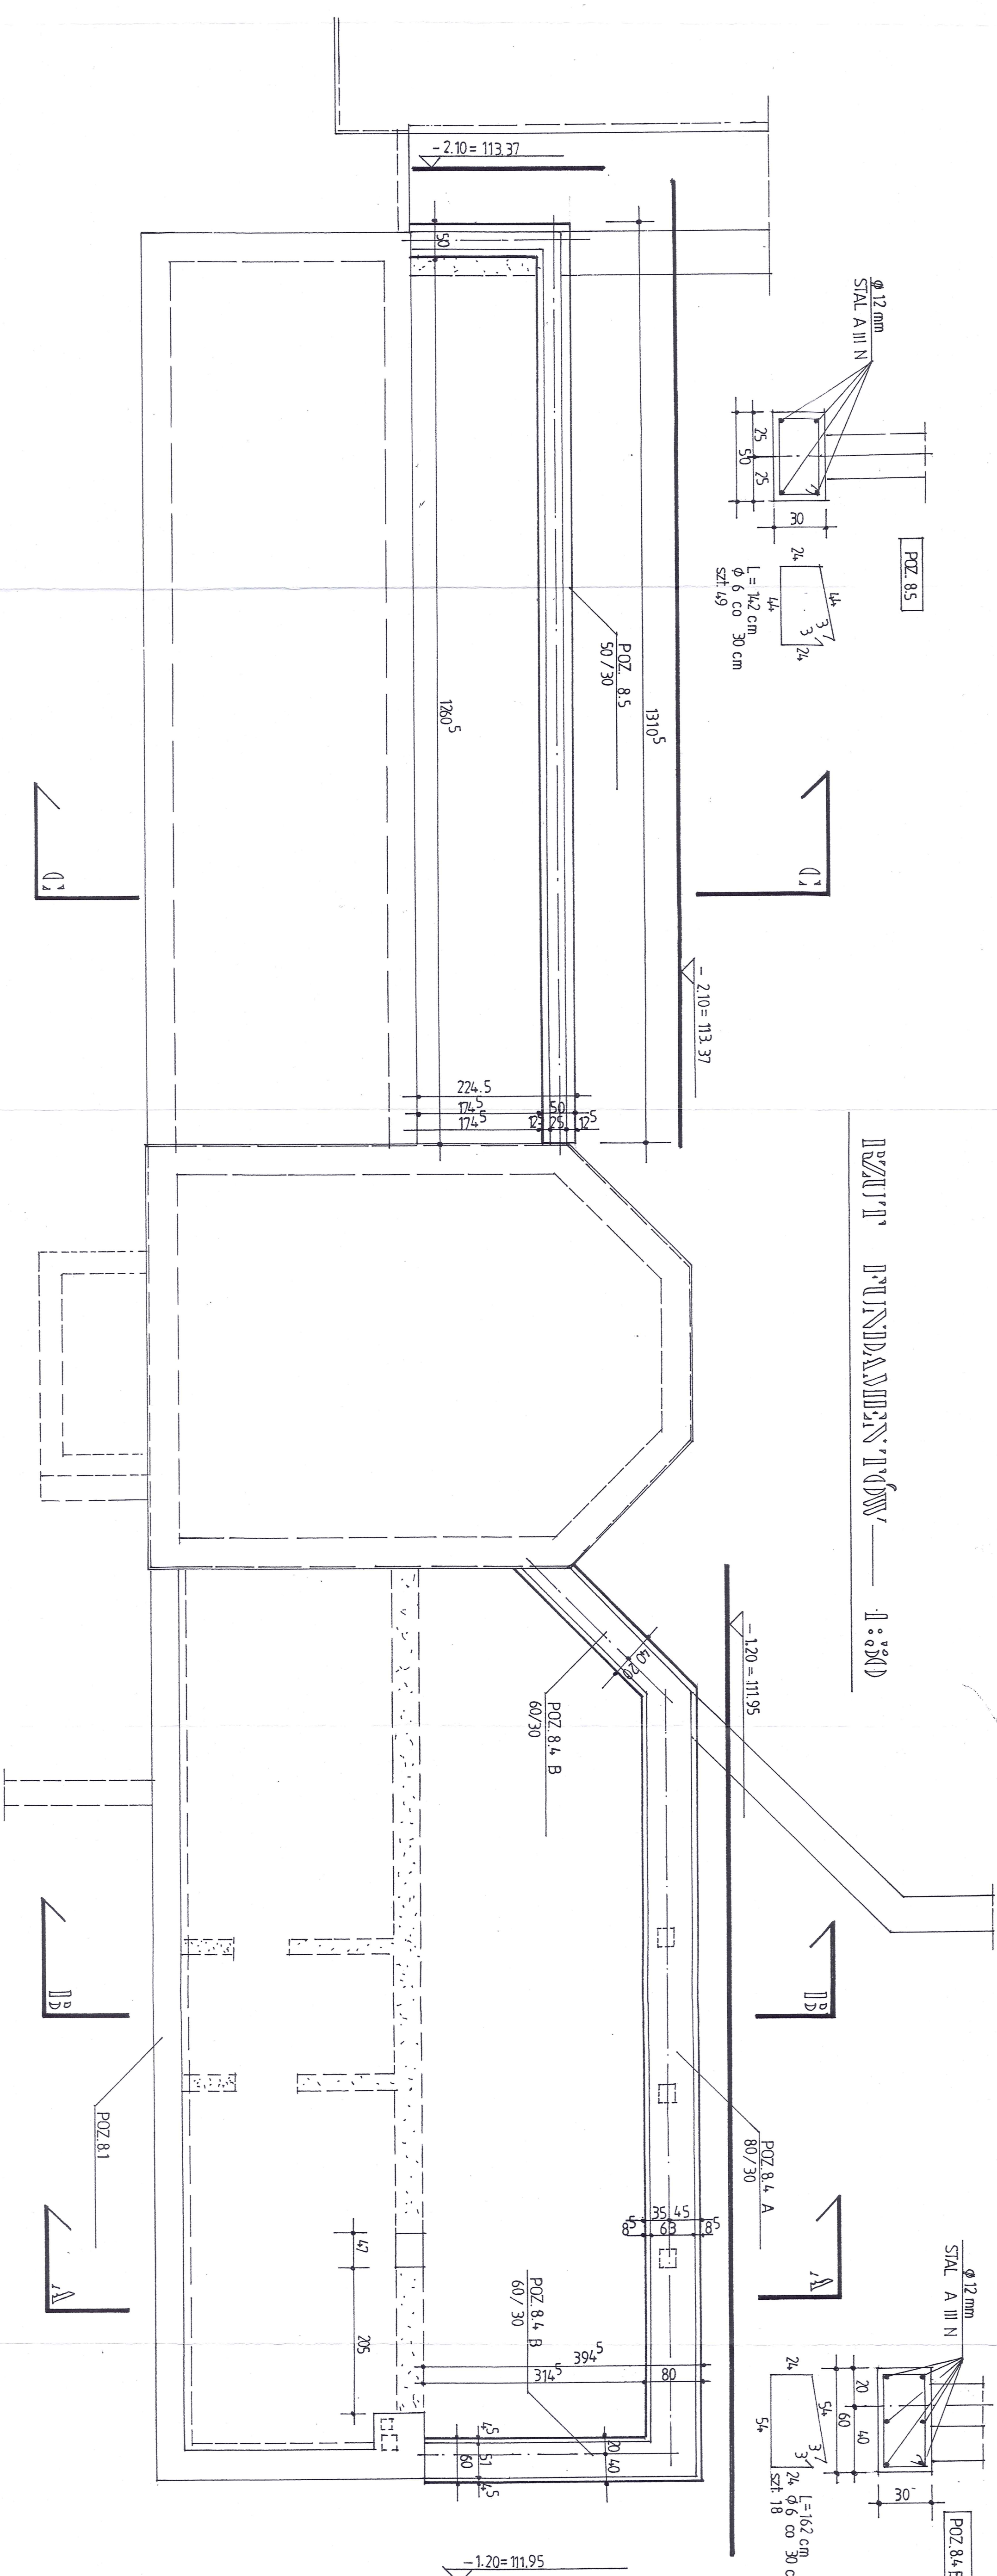 RZUT FUNDAMENTÓW — 1:50
- 2.10 = 113.37
50
1260⁵
1310⁵
POZ. 8.5
50/30
Ø 12 mm
STAL A III N
25 25
50
30
POZ. 8.5
24
44
44
3
3
24
L = 142 cm
Ø 6 co 30 cm
szt. 49
C
C
- 2.10 = 113.37
224.5
174⁵ 50
174⁵ 12⁵ 25 12⁵
- 1.20 = 111.95
40 20
POZ. 8.4 B
60/30
B
B
POZ. 8.1
POZ. 8.4 A
80/30
A
A
35 45
8⁵ 63 8⁵
47
205
POZ. 8.4 B
60/30
394⁵
314⁵ 80
4⁵ 51 4⁵
60
20 40
Ø 12 mm
STAL A III N
20 40
60
30
24
54
54
3
3
24
L = 162 cm
Ø 6 co 30 c
szt. 18
POZ. 8.4 B
- 1.20 = 111.95